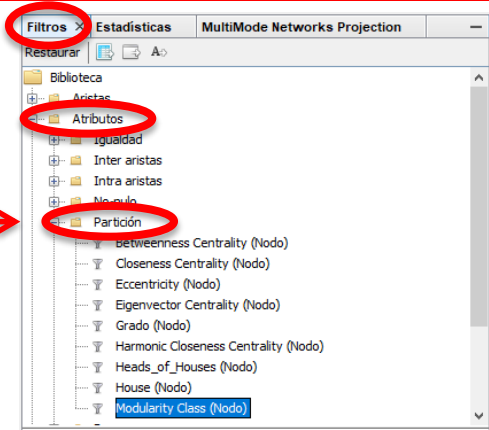 Filtros × Estadísticas MultiMode Networks Projection
Restaurar
Biblioteca
Aristas
Atributos
Igualdad
Inter aristas
Intra aristas
No-nulo
Partición
Betweenness Centrality (Nodo)
Closeness Centrality (Nodo)
Eccentricity (Nodo)
Eigenvector Centrality (Nodo)
Grado (Nodo)
Harmonic Closeness Centrality (Nodo)
Heads_of_Houses (Nodo)
House (Nodo)
Modularity Class (Nodo)